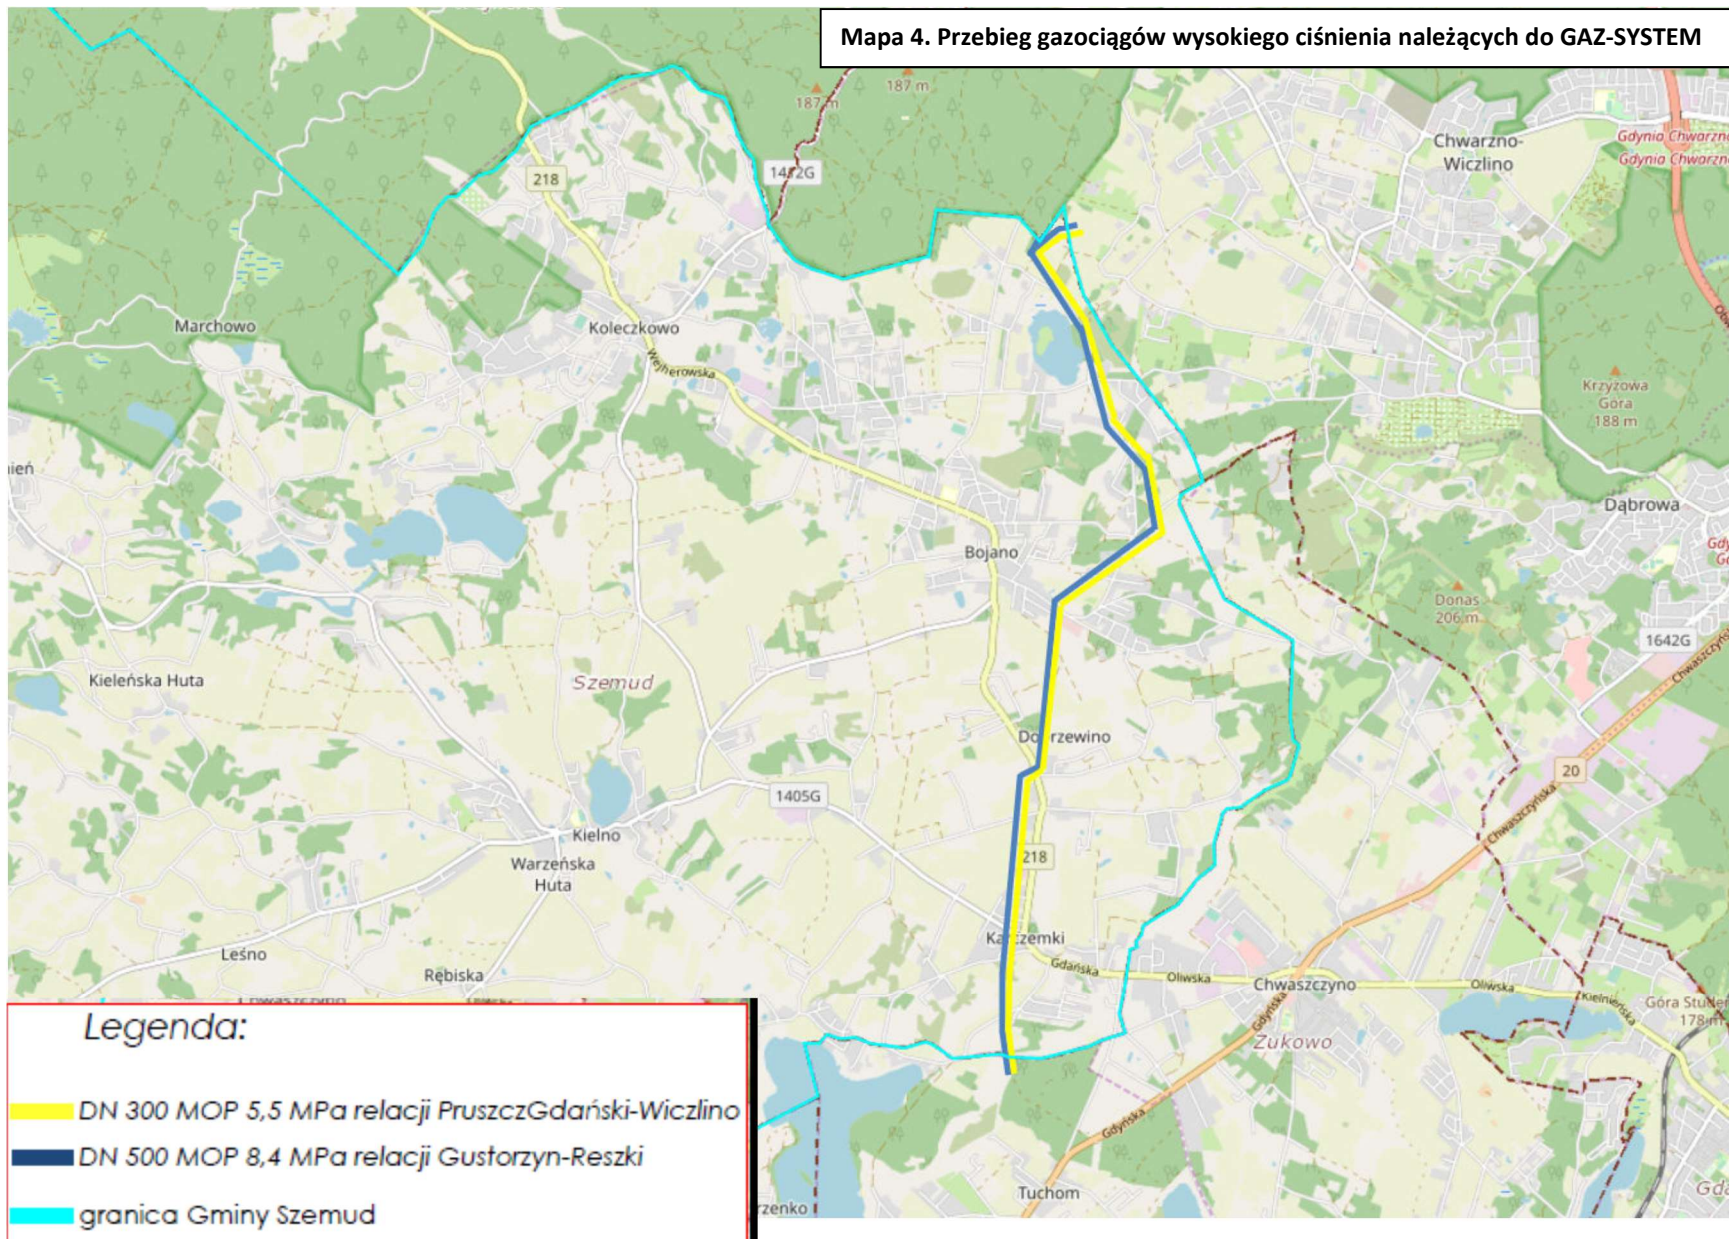 Mapa 4. Przebieg gazociągów wysokiego ciśnienia należących do GAZ-SYSTEM
187 m
187 m
Chwarzno-
Wiczlino
Gdynia Chwarzno
Gdynia Chwarzno
1452G
218
Marchowo
Koleczkowo
Wejherowska
Krzyżowa
Góra
188 m
Dąbrowa
Bojano
Donas
206 m
1642G
Chwaszczyńska
Kieleńska Huta
Szemud
Dobrzewino
20
Chwaszczyńska
1405G
Kielno
Warzeńska
Huta
218
Leśno
Rębiska
Karczemki
Gdańska
Oliwska
Chwaszczyno
Oliwska
Kielnieńska
178 m
Gdyńska
Żukowo
Gdyńska
Tuchom
Legenda:
DN 300 MOP 5,5 MPa relacji PruszczGdański-Wiczlino
DN 500 MOP 8,4 MPa relacji Gustorzyn-Reszki
granica Gminy Szemud